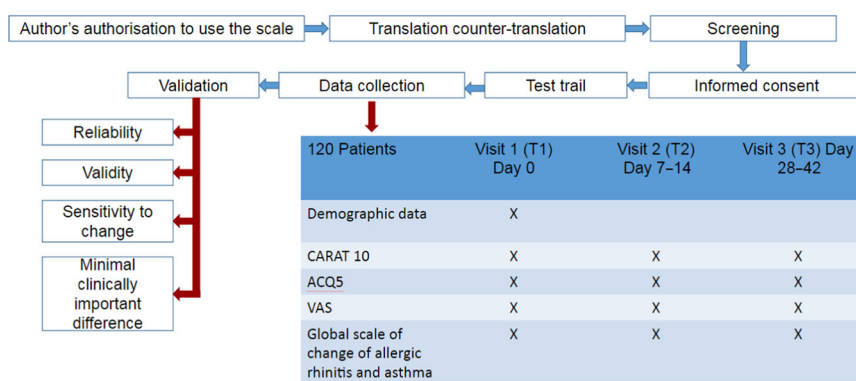 Author's authorisation to use the scale
Translation counter-translation
Screening
Informed consent
Test trail
Data collection
Validation
Reliability
Validity
Sensitivity to
change
Minimal
clinically
important
difference
120 Patients
Visit 1 (T1)
Day 0
Visit 2 (T2)
Day 7–14
Visit 3 (T3) Day
28–42
Demographic data
X
CARAT 10
X X X
ACQ5
X X X
VAS
X X X
Global scale of
change of allergic
rhinitis and asthma
X X X